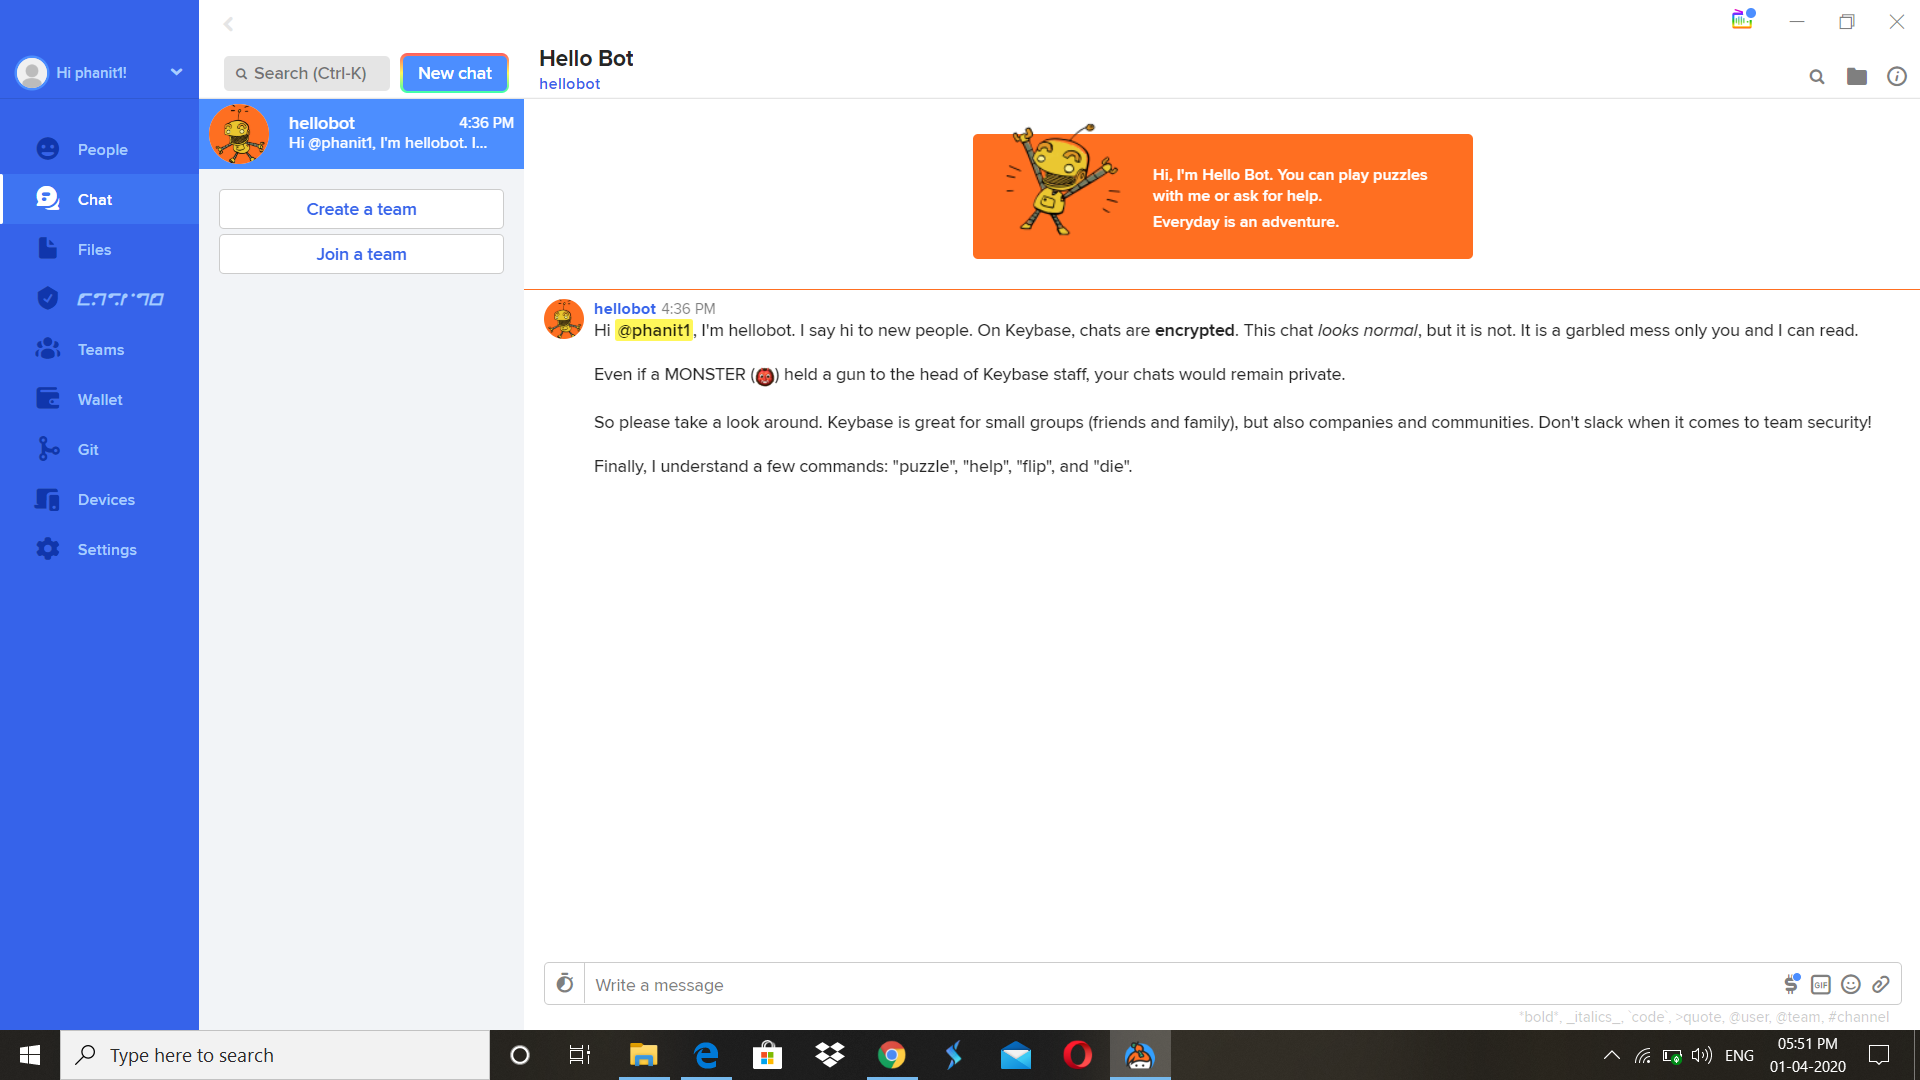 Hi phanit1!
People
Chat
Files
Teams
Wallet
Git
Devices
Settings
Search (Ctrl-K)
New chat
hellobot 4:36 PM
Hi @phanit1, I'm hellobot. I...
Create a team
Join a team
Hello Bot
hellobot
Hi, I'm Hello Bot. You can play puzzles
with me or ask for help.
Everyday is an adventure.
hellobot 4:36 PM
Hi @phanit1, I'm hellobot. I say hi to new people. On Keybase, chats are encrypted. This chat looks normal, but it is not. It is a garbled mess only you and I can read.
Even if a MONSTER (👹) held a gun to the head of Keybase staff, your chats would remain private.
So please take a look around. Keybase is great for small groups (friends and family), but also companies and communities. Don't slack when it comes to team security!
Finally, I understand a few commands: "puzzle", "help", "flip", and "die".
Write a message
GIF
*bold*, _italics_, `code`, >quote, @user, @team, #channel
Type here to search
ENG
05:51 PM
01-04-2020